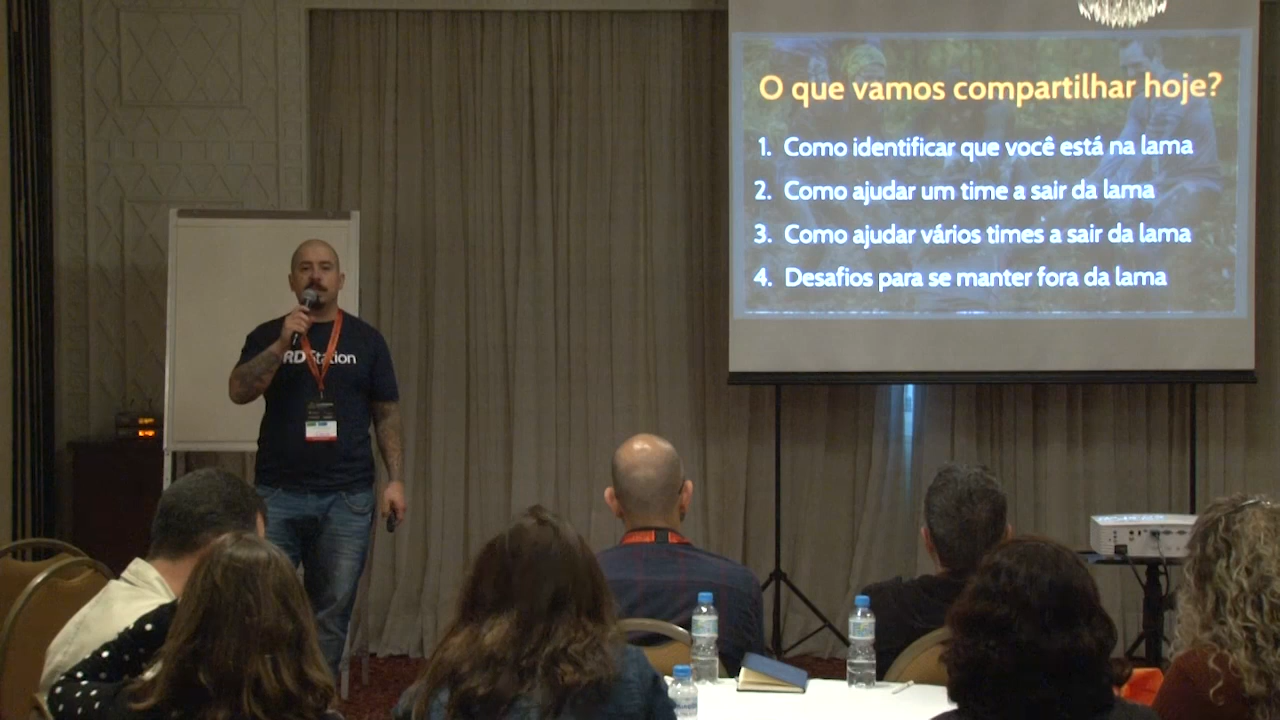 O que vamos compartilhar hoje?
1. Como identificar que você está na lama
2. Como ajudar um time a sair da lama
3. Como ajudar vários times a sair da lama
4. Desafios para se manter fora da lama
RD Station